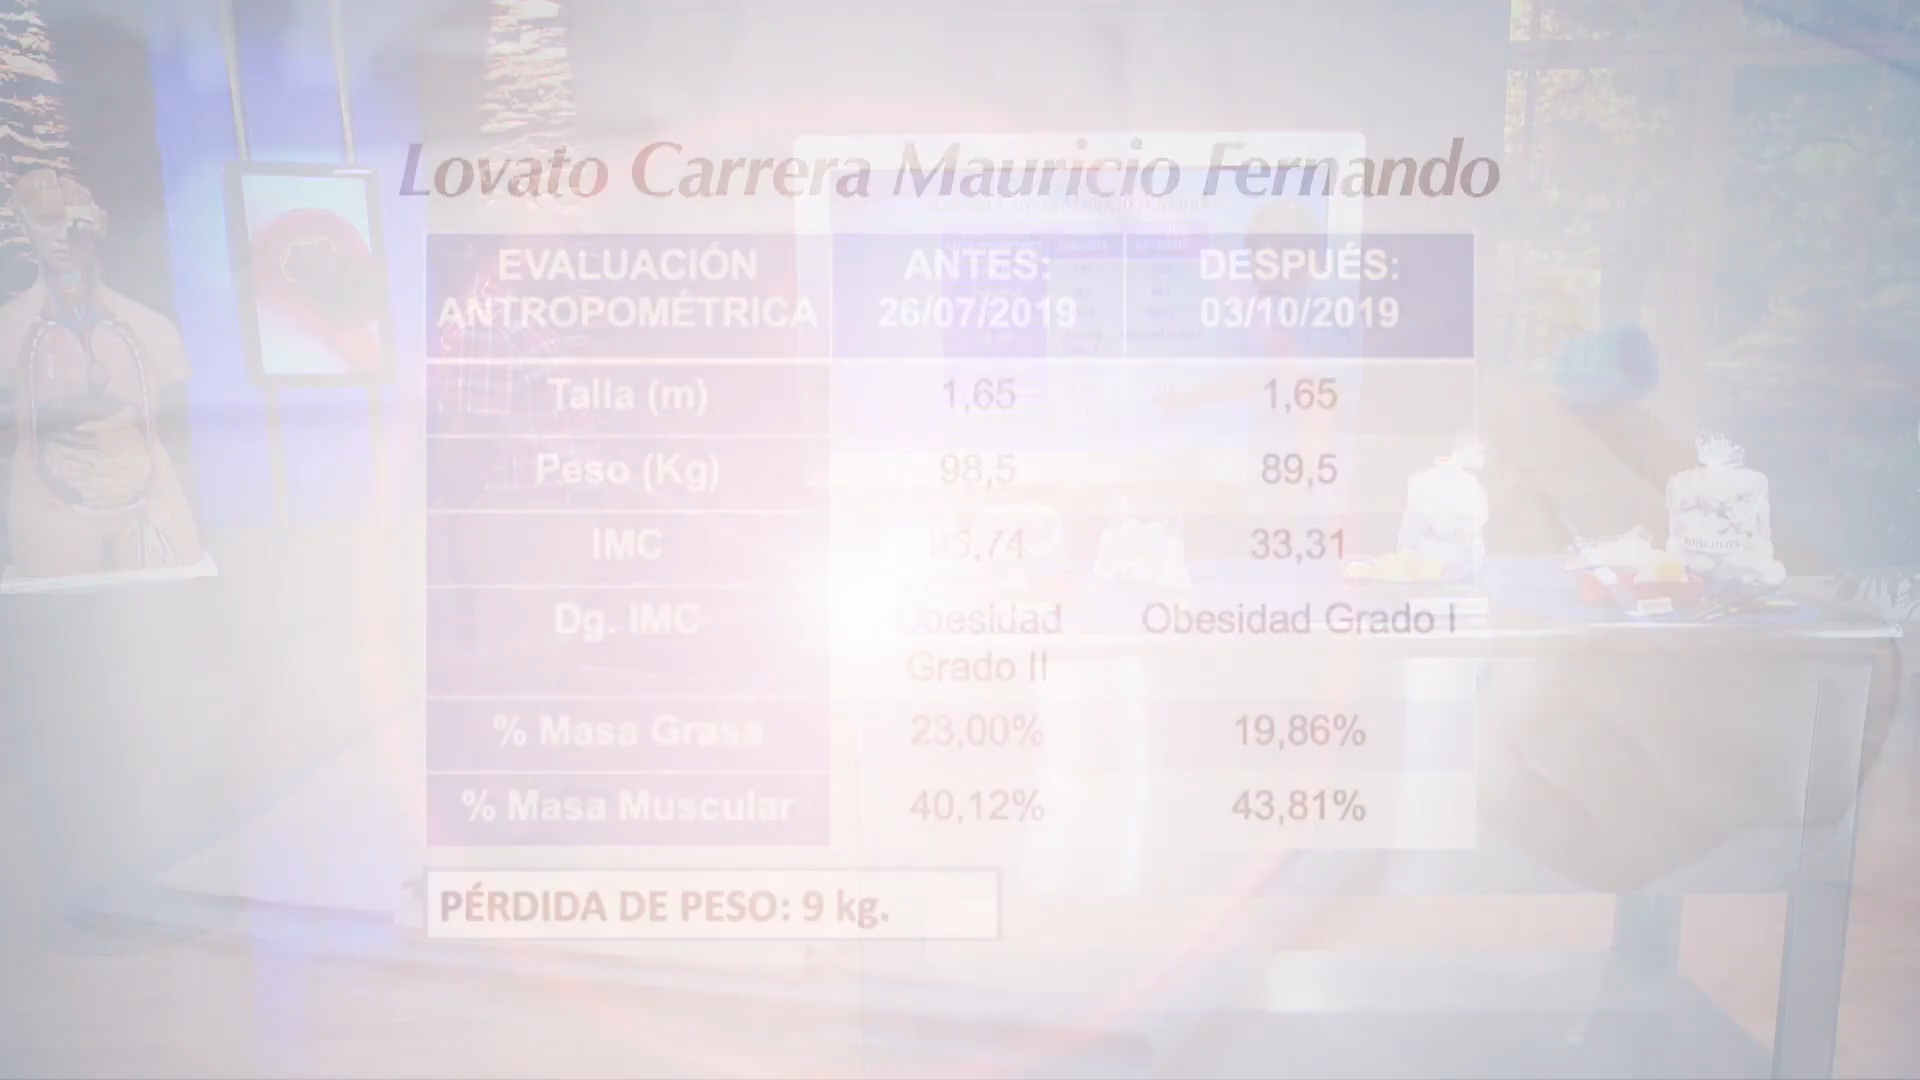 Lovato Carrera Mauricio Fernando
EVALUACIÓN ANTROPOMÉTRICA ANTES: 26/07/2019 DESPUÉS: 03/10/2019
Talla (m) 1,65 1,65
Peso (Kg) 98,5 89,5
IMC 33,31
Dg. IMC Obesidad Grado II Obesidad Grado I
% Masa Grasa 23,00% 19,86%
% Masa Muscular 40,12% 43,81%
PÉRDIDA DE PESO: 9 kg.